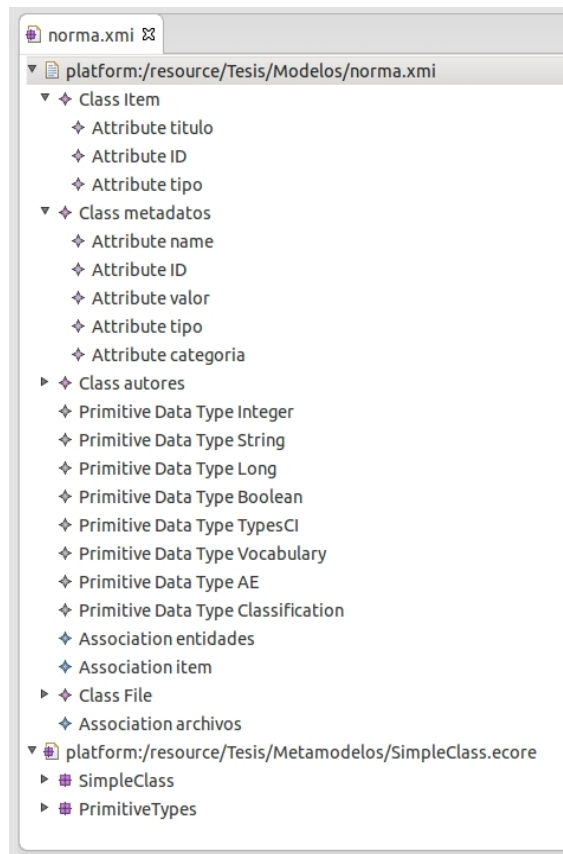 norma.xmi
platform:/resource/Tesis/Modelos/norma.xmi
Class Item
Attribute titulo
Attribute ID
Attribute tipo
Class metadatos
Attribute name
Attribute ID
Attribute valor
Attribute tipo
Attribute categoria
Class autores
Primitive Data Type Integer
Primitive Data Type String
Primitive Data Type Long
Primitive Data Type Boolean
Primitive Data Type TypesCI
Primitive Data Type Vocabulary
Primitive Data Type AE
Primitive Data Type Classification
Association entidades
Association item
Class File
Association archivos
platform:/resource/Tesis/Metamodelos/SimpleClass.ecore
SimpleClass
PrimitiveTypes